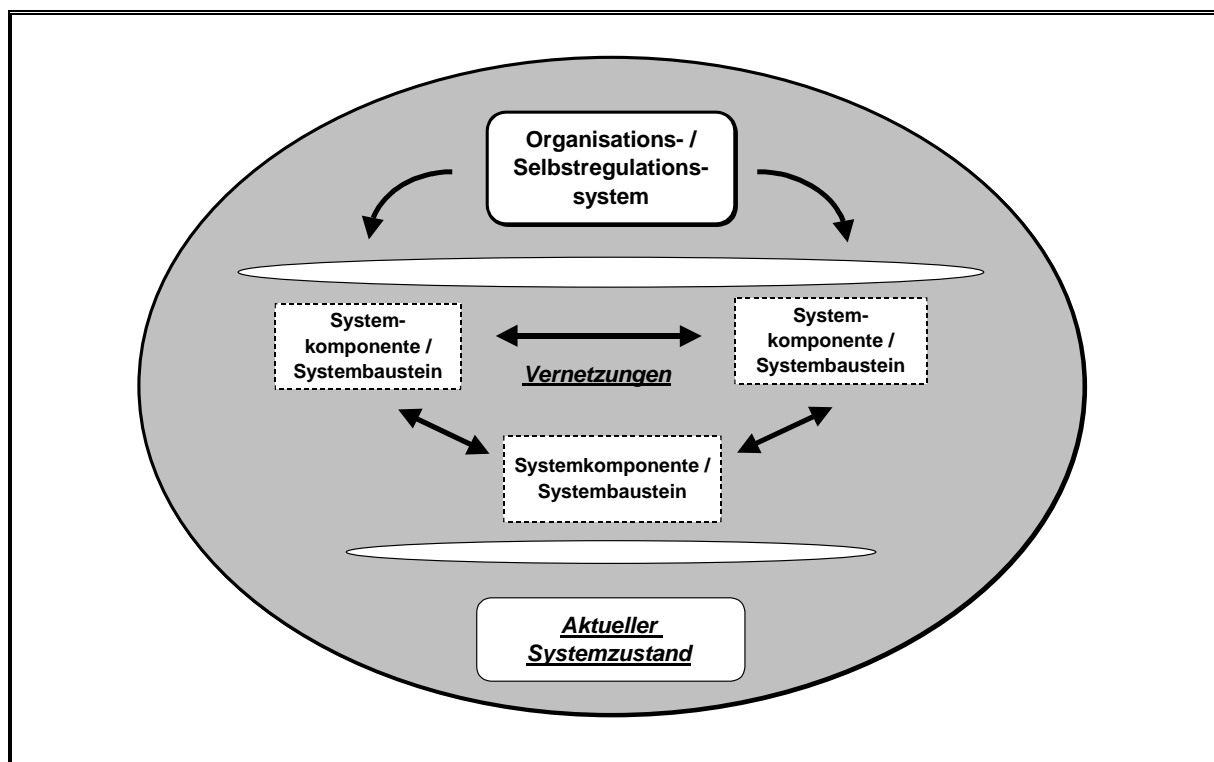 Organisations- /
Selbstregulations-
system
System-
komponente /
Systembaustein
System-
komponente /
Systembaustein
Vernetzungen
Systemkomponente /
Systembaustein
Aktueller
Systemzustand